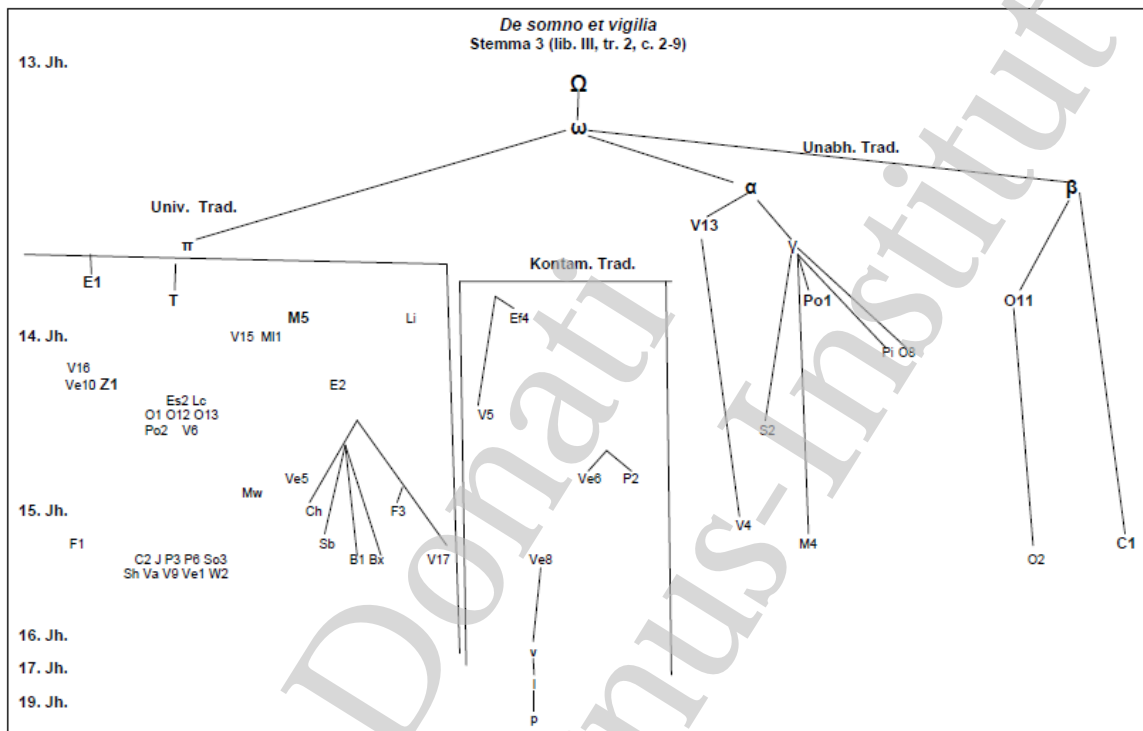 De somno et vigilia
Stemma 3 (lib. III, tr. 2, c. 2-9)
13. Jh.
Ω
ω
Unabh. Trad.
α
β
Univ. Trad.
V13
π
γ
Kontam. Trad.
E1
T
Po1
O11
M5
Li
Ef4
14. Jh.
V15 MI1
Pi O8
V16
Ve10 Z1
E2
Es2 Lc
O1 O12 O13
V5
Po2 V6
S2
Ve5
Ve6
P2
Mw
15. Jh.
Ch
F3
V4
F1
Sb
M4
C1
C2 J P3 P6 So3
B1 Bx
V17
Ve8
O2
Sh Va V9 Ve1 W2
16. Jh.
v
17. Jh.
l
19. Jh.
p
Donati
nus-Institut